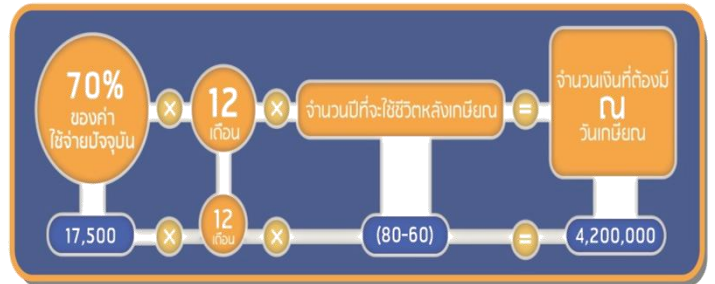 70%
ของค่า
ใช้จ่ายปัจจุบัน
×
12
เดือน
×
จำนวนปีที่จะใช้ชีวิตหลังเกษียณ
=
จำนวนเงินที่ต้องมี
ณ
วันเกษียณ
17,500
×
12
เดือน
×
(80-60)
=
4,200,000